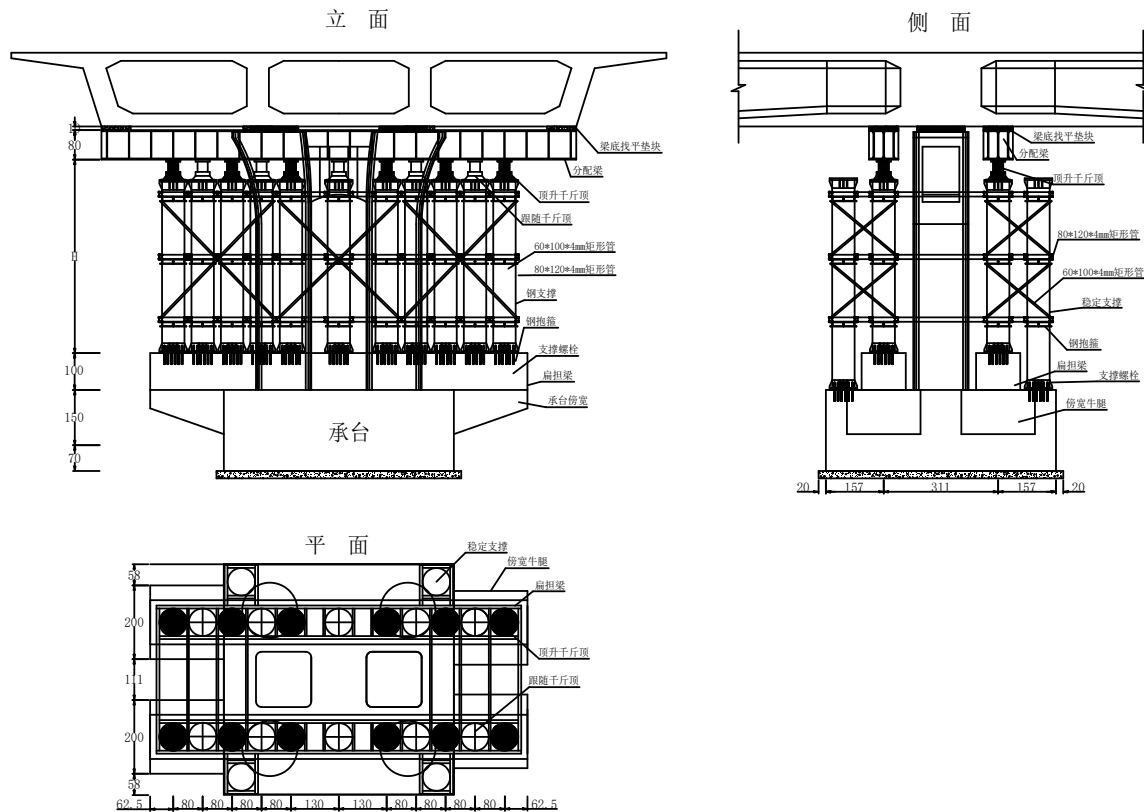 立 面
10
80
H
100
150
70
梁底找平垫块
分配梁
顶升千斤顶
跟随千斤顶
60*100*4mm矩形管
80*120*4mm矩形管
钢支撑
钢抱箍
支撑螺栓
扁担梁
承台傍宽
承台
侧 面
梁底找平垫块
分配梁
顶升千斤顶
80*120*4mm矩形管
60*100*4mm矩形管
稳定支撑
钢抱箍
扁担梁
支撑螺栓
傍宽牛腿
20 157 311 157 20
平 面
58
200
111
200
58
稳定支撑
傍宽牛腿
扁担梁
顶升千斤顶
跟随千斤顶
62.5 80 80 80 80 130 130 80 80 80 80 62.5